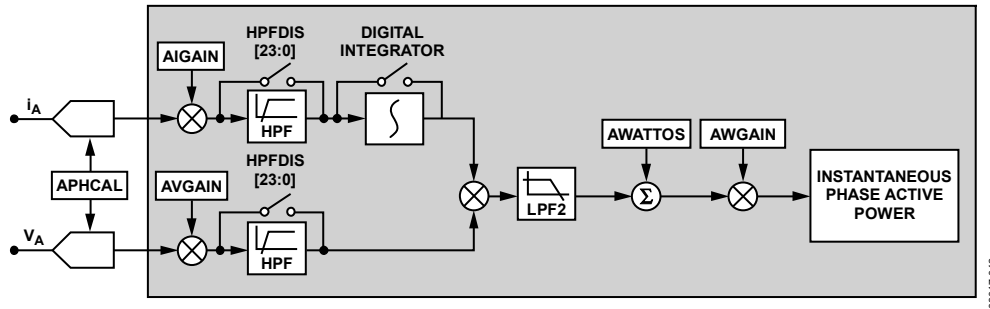 HPFDIS
[23:0]
DIGITAL
INTEGRATOR
AIGAIN
iA
HPF
APHCAL
HPFDIS
[23:0]
AVGAIN
AWATTOS
AWGAIN
LPF2
Σ
INSTANTANEOUS
PHASE ACTIVE
POWER
VA
HPF